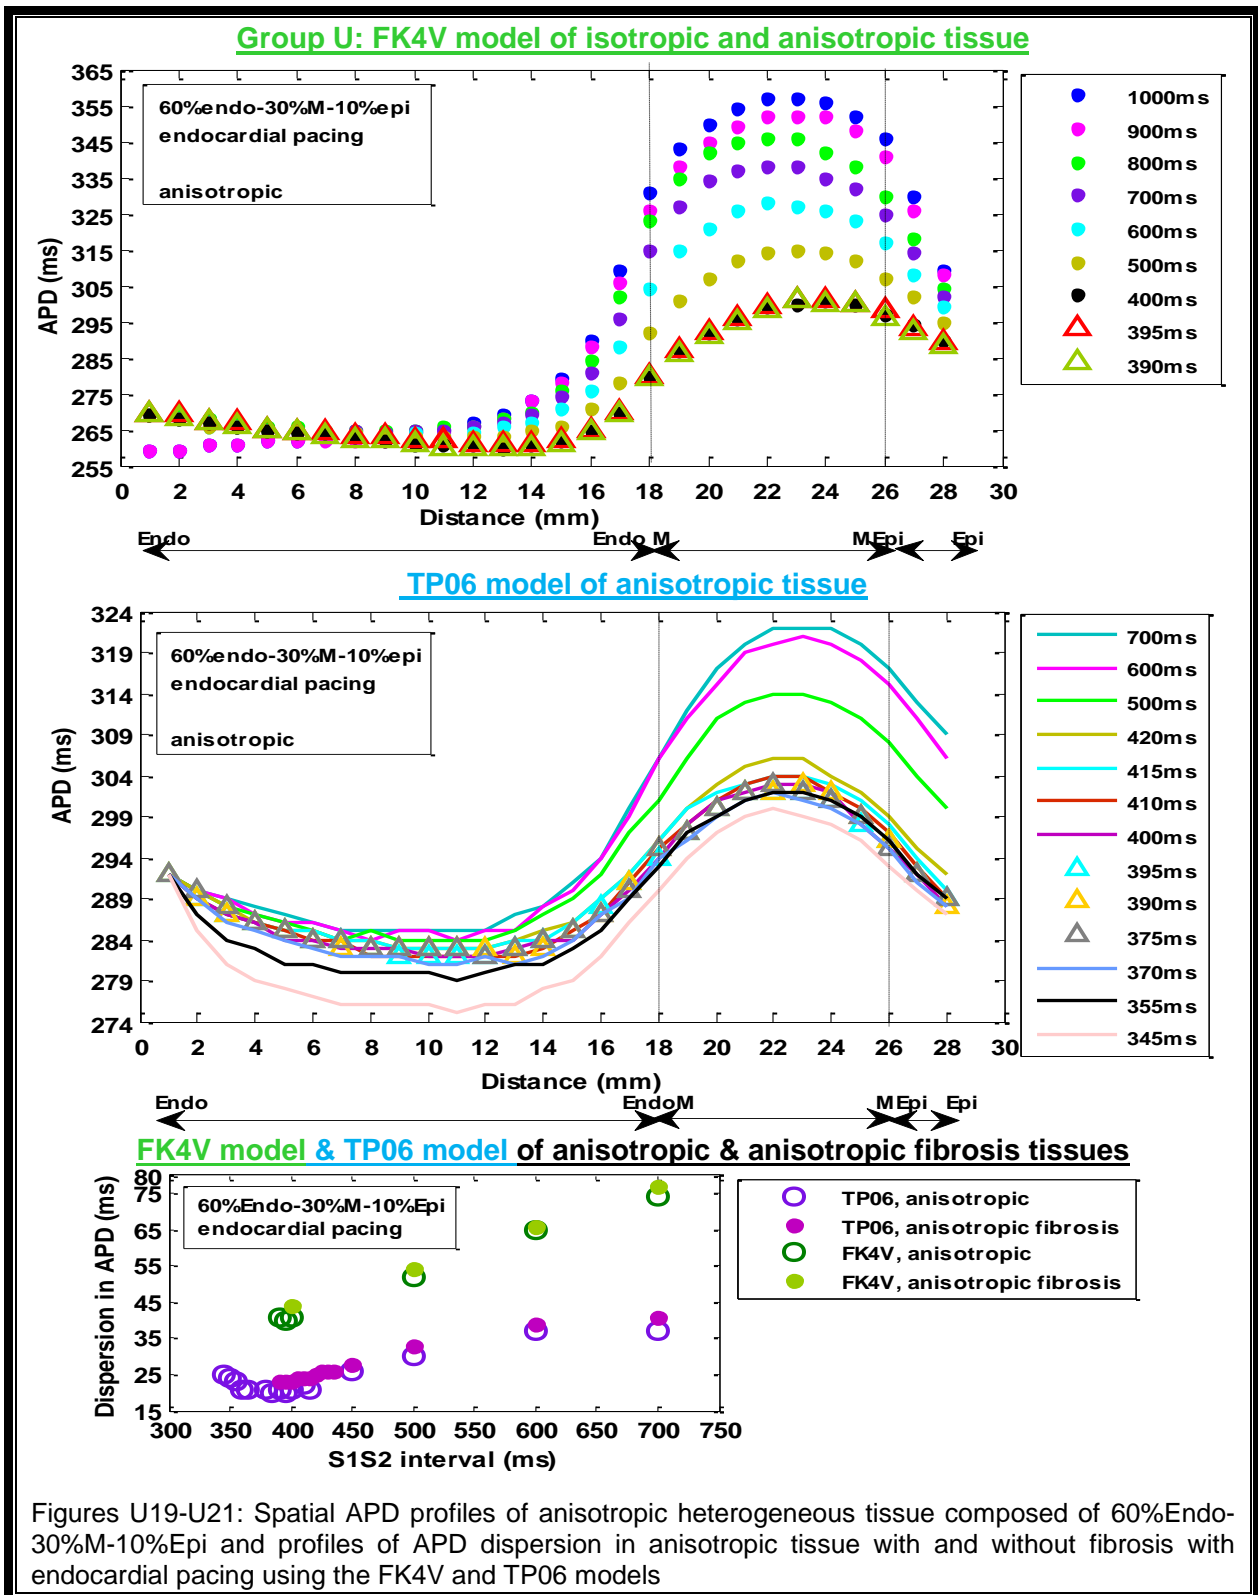 Group U: FK4V model of isotropic and anisotropic tissue
365
355
345
335
325
315
305
295
285
275
265
255
APD (ms)
60%endo-30%M-10%epi
endocardial pacing
anisotropic
0 2 4 6 8 10 12 14 16 18 20 22 24 26 28 30
Distance (mm)
1000ms
900ms
800ms
700ms
600ms
500ms
400ms
395ms
390ms
Endo Endo M M Epi Epi
TP06 model of anisotropic tissue
324
319
314
309
304
299
294
289
284
279
274
APD (ms)
60%endo-30%M-10%epi
endocardial pacing
anisotropic
0 2 4 6 8 10 12 14 16 18 20 22 24 26 28 30
Distance (mm)
700ms
600ms
500ms
420ms
415ms
410ms
400ms
395ms
390ms
375ms
370ms
355ms
345ms
Endo EndoM M Epi Epi
FK4V model & TP06 model of anisotropic & anisotropic fibrosis tissues
80
75
65
55
45
35
25
15
Dispersion in APD (ms)
60%Endo-30%M-10%Epi
endocardial pacing
300 350 400 450 500 550 600 650 700 750
S1S2 interval (ms)
TP06, anisotropic
TP06, anisotropic fibrosis
FK4V, anisotropic
FK4V, anisotropic fibrosis
Figures U19-U21: Spatial APD profiles of anisotropic heterogeneous tissue composed of 60%Endo-
30%M-10%Epi and profiles of APD dispersion in anisotropic tissue with and without fibrosis with
endocardial pacing using the FK4V and TP06 models